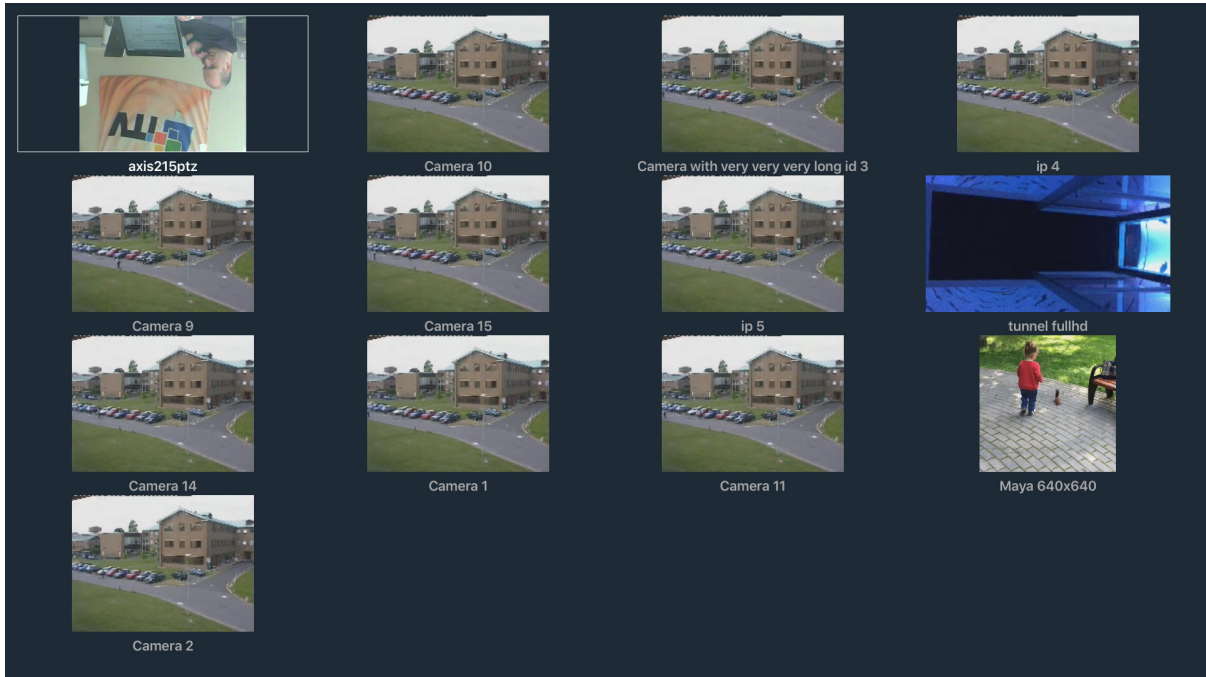 axis215ptz
Camera 10
Camera with very very very long id 3
ip 4
Camera 9
Camera 15
ip 5
tunnel fullhd
Camera 14
Camera 1
Camera 11
Maya 640x640
Camera 2